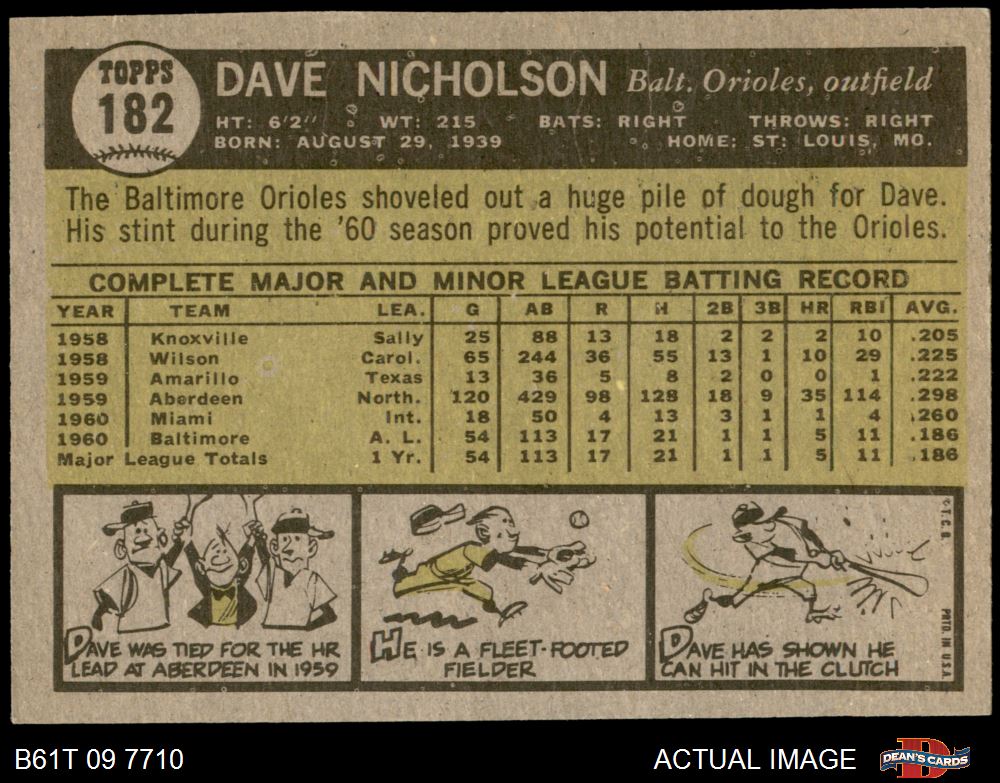 TOPPS
182
DAVE NICHOLSON Balt. Orioles, outfield
HT: 6'2" WT: 215 BATS: RIGHT THROWS: RIGHT
BORN: AUGUST 29, 1939 HOME: ST. LOUIS, MO.
The Baltimore Orioles shoveled out a huge pile of dough for Dave.
His stint during the '60 season proved his potential to the Orioles.
COMPLETE MAJOR AND MINOR LEAGUE BATTING RECORD
YEAR TEAM LEA. G AB R H 2B 3B HR RBI AVG.
1958 Knoxville Sally 25 88 13 18 2 2 2 10 .205
1958 Wilson Carol. 65 244 36 55 13 1 10 29 .225
1959 Amarillo Texas 13 36 5 8 2 0 0 1 .222
1959 Aberdeen North. 120 429 98 128 18 9 35 114 .298
1960 Miami Int. 18 50 4 13 3 1 1 4 .260
1960 Baltimore A. L. 54 113 17 21 1 1 5 11 .186
Major League Totals 1 Yr. 54 113 17 21 1 1 5 11 .186
DAVE WAS TIED FOR THE HR
LEAD AT ABERDEEN IN 1959
HE IS A FLEET-FOOTED
FIELDER
DAVE HAS SHOWN HE
CAN HIT IN THE CLUTCH
© T.C.G. PRTD. IN U.S.A.
B61T 09 7710 ACTUAL IMAGE DEAN'S CARDS